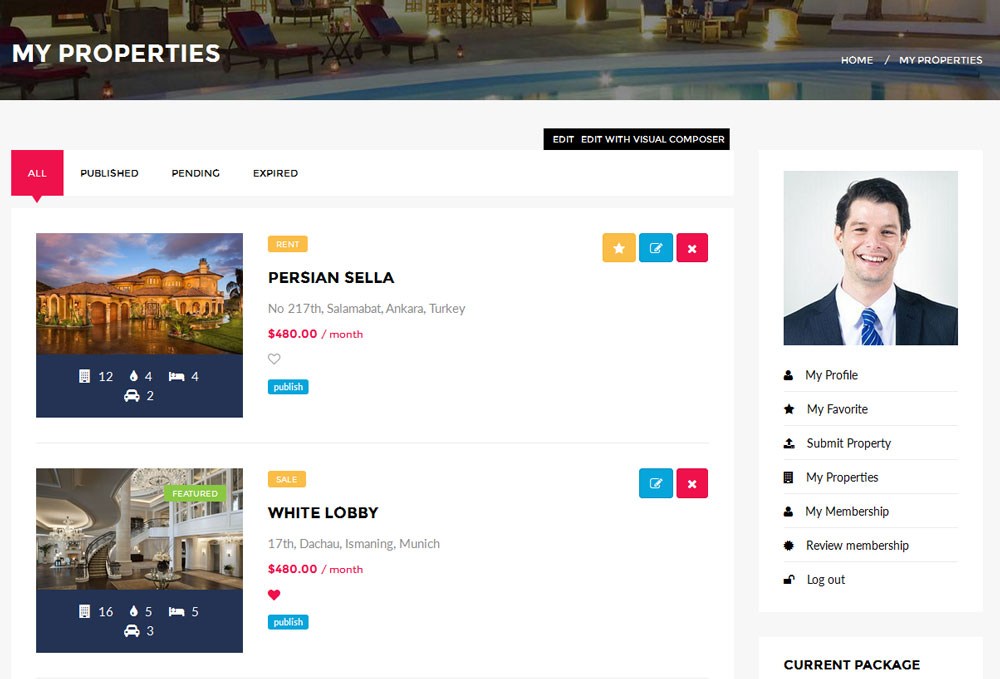 MY PROPERTIES
HOME / MY PROPERTIES
EDIT EDIT WITH VISUAL COMPOSER
ALL PUBLISHED PENDING EXPIRED
RENT
PERSIAN SELLA
No 217th, Salamabat, Ankara, Turkey
$480.00 / month
publish
12 4 4
2
FEATURED
SALE
WHITE LOBBY
17th, Dachau, Ismaning, Munich
$480.00 / month
publish
16 5 5
3
My Profile
My Favorite
Submit Property
My Properties
My Membership
Review membership
Log out
CURRENT PACKAGE